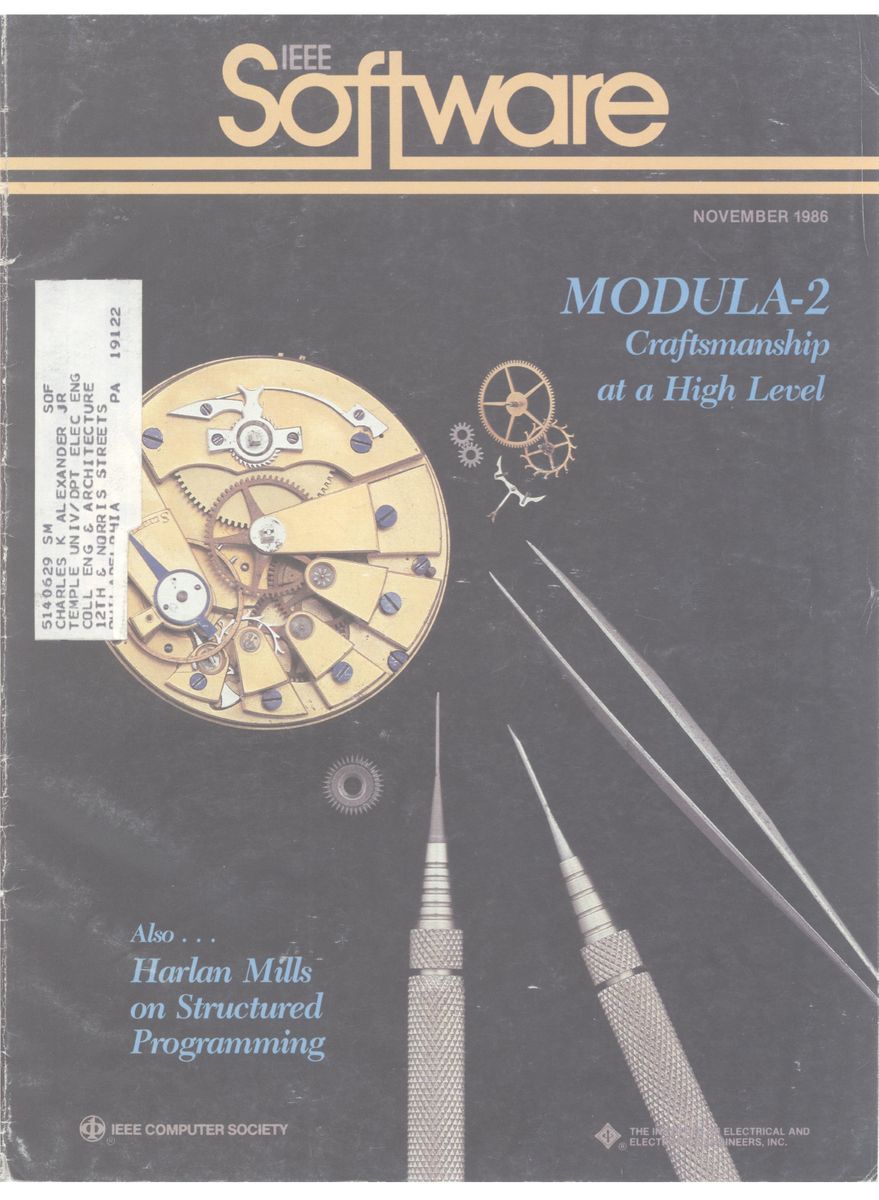 IEEE
Software
NOVEMBER 1986
MODULA-2
Craftsmanship
at a High Level
5140629 SM SOF
CHARLES K ALEXANDER JR
TEMPLE UNIV/DPT ELEC ENG
COLL ENG & ARCHITECTURE
12TH & NORRIS STREETS
PHILADELPHIA PA 19122
Also . . .
Harlan Mills
on Structured
Programming
IEEE COMPUTER SOCIETY
THE ELECTRICAL AND
INC.